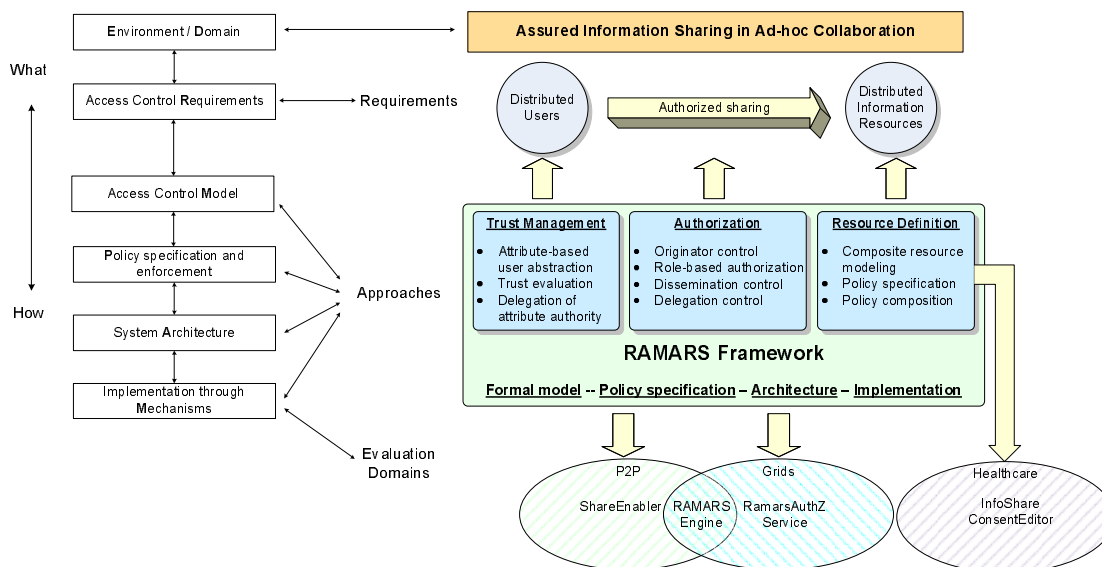 Environment / Domain
Assured Information Sharing in Ad-hoc Collaboration
What
Access Control Requirements
Requirements
Distributed
Users
Authorized sharing
Distributed
Information
Resources
Access Control Model
Policy specification and
enforcement
Approaches
How
System Architecture
Implementation through
Mechanisms
Evaluation
Domains
Trust Management
• Attribute-based
user abstraction
• Trust evaluation
• Delegation of
attribute authority
Authorization
• Originator control
• Role-based authorization
• Dissemination control
• Delegation control
Resource Definition
• Composite resource
modeling
• Policy specification
• Policy composition
RAMARS Framework
Formal model -- Policy specification – Architecture – Implementation
P2P
ShareEnabler
RAMARS
Engine
Grids
RamarsAuthZ
Service
Healthcare
InfoShare
ConsentEditor